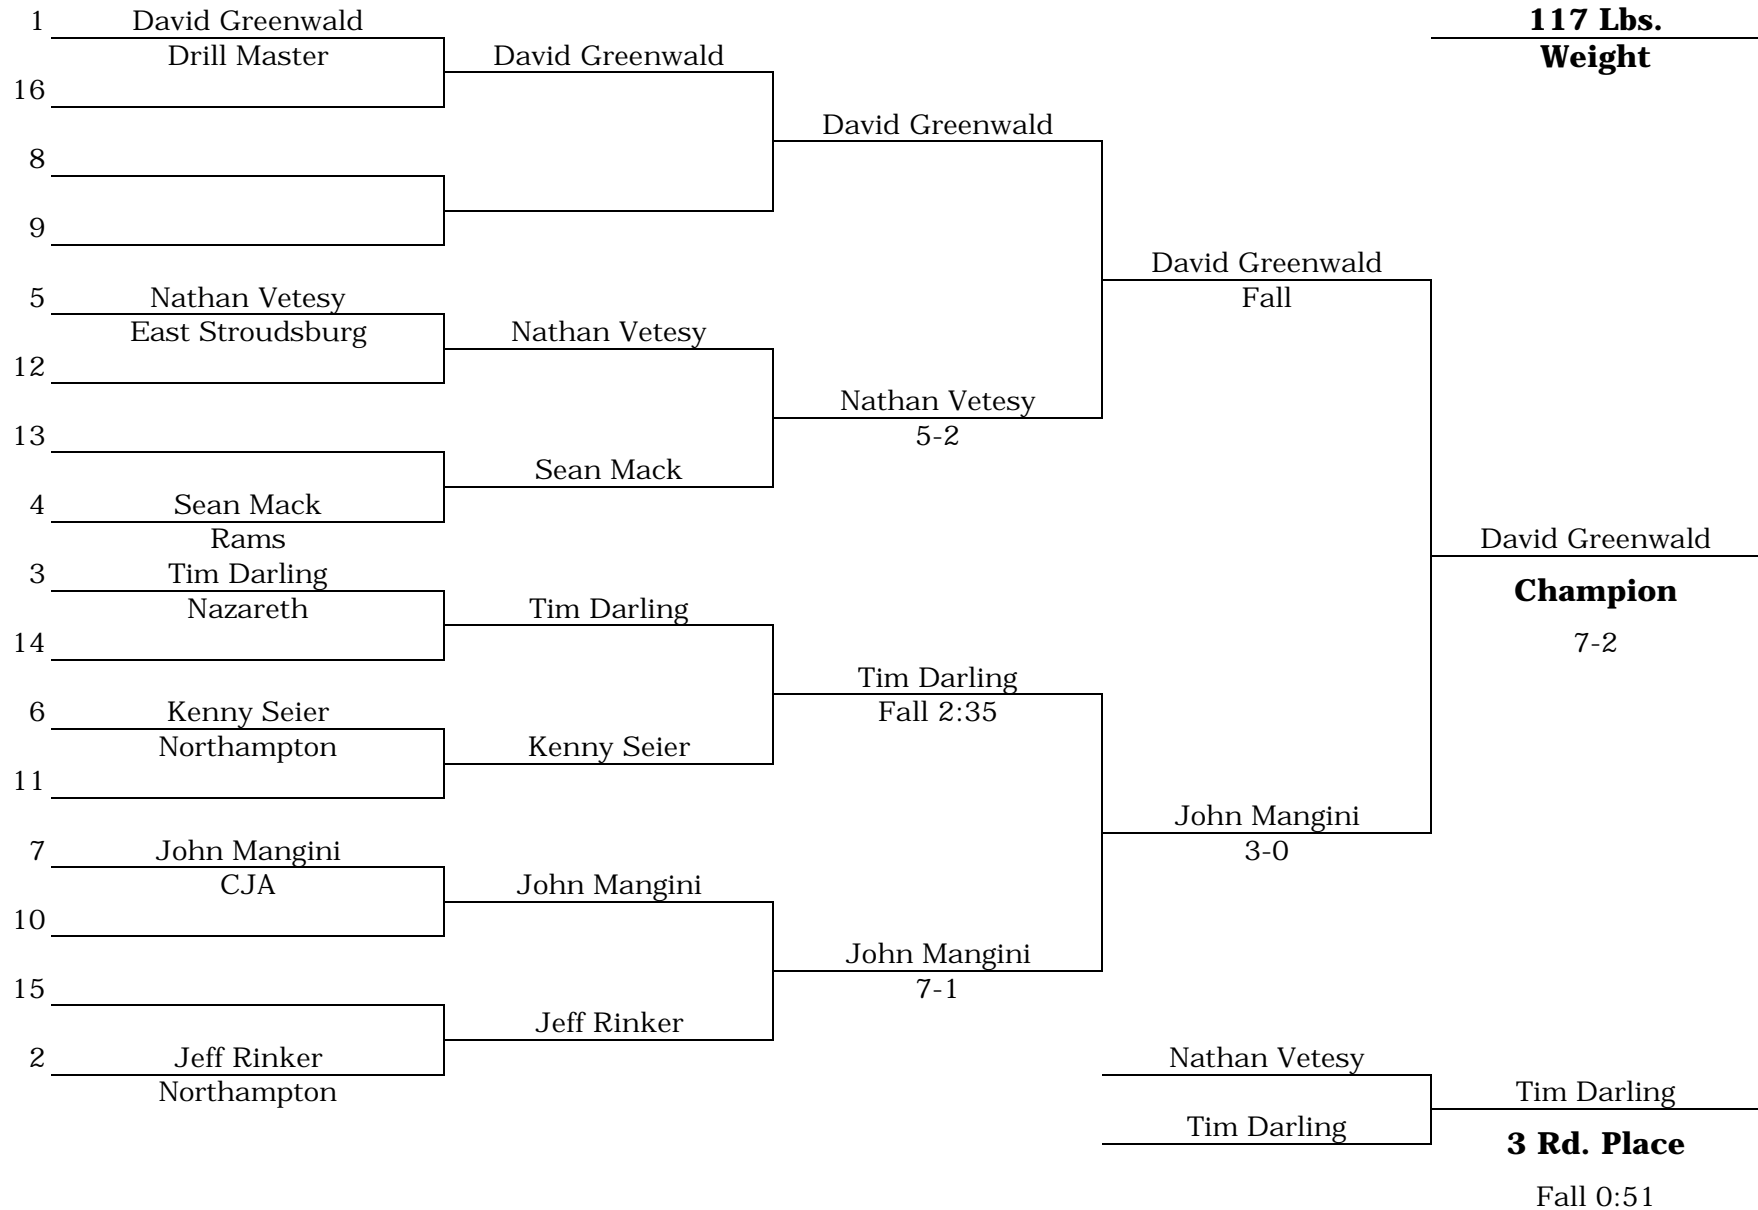 117 Lbs.
Weight
1
David Greenwald
Drill Master
16
David Greenwald
8
9
David Greenwald
5
Nathan Vetesy
East Stroudsburg
12
Nathan Vetesy
13
4
Sean Mack
Rams
Sean Mack
Nathan Vetesy
5-2
David Greenwald
Fall
3
Tim Darling
Nazareth
14
Tim Darling
6
Kenny Seier
Northampton
11
Kenny Seier
Tim Darling
Fall 2:35
7
John Mangini
CJA
10
John Mangini
15
2
Jeff Rinker
Northampton
Jeff Rinker
John Mangini
7-1
John Mangini
3-0
David Greenwald
Champion
7-2
Nathan Vetesy
Tim Darling
Tim Darling
3 Rd. Place
Fall 0:51